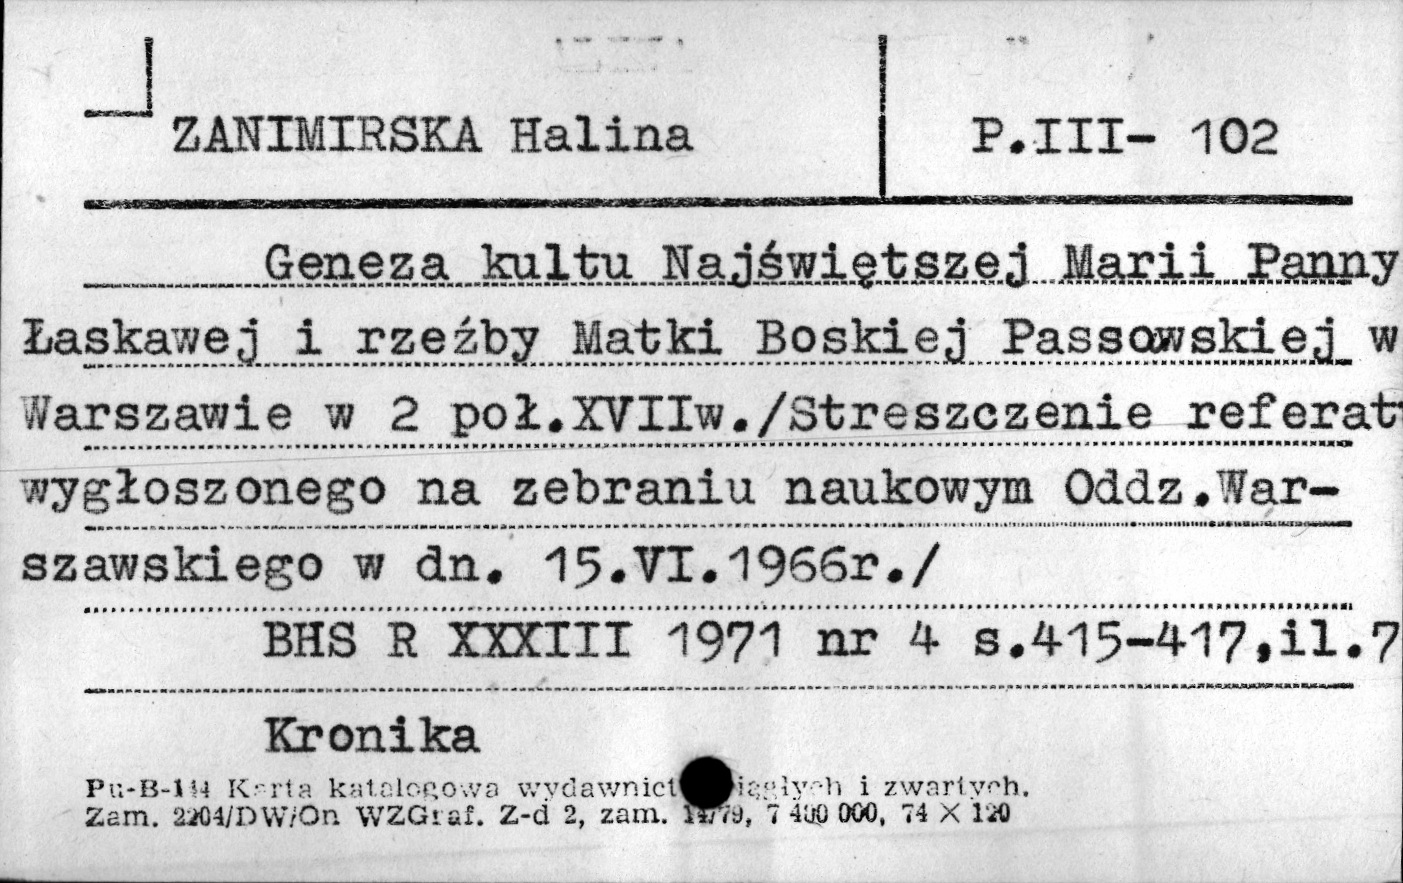 ZANIMIRSKA Halina P.III- 102
Geneza kultu Najświętszej Marii Panny
Łaskawej i rzeźby Matki Boskiej Passowskiej w
Warszawie w 2 poł.XVIIw./Streszczenie referat
wygłoszonego na zebraniu naukowym Oddz.War-
szawskiego w dn. 15.VI.1966r./
BHS R XXXIII 1971 nr 4 s.415-417,il.7
Kronika
Pu-B-144 Karta katalogowa i zwartych.
Zam. 2204/DW/On WZGraf. Z-d 2, zam. 7 400 000, 74 X 120